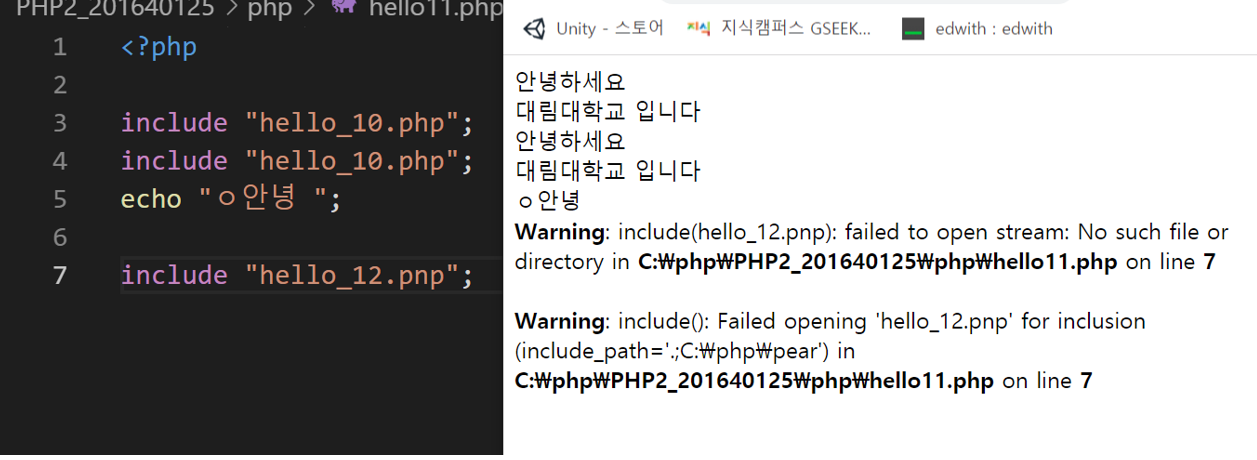 PHP2_201640125 > php > hello11.php
1 <?php
2
3 include "hello_10.php";
4 include "hello_10.php";
5 echo "ㅇ안녕 ";
6
7 include "hello_12.pnp";
Unity - 스토어 지식 지식캠퍼스 GSEEK... edwith : edwith
안녕하세요
대림대학교 입니다
안녕하세요
대림대학교 입니다
ㅇ안녕
Warning: include(hello_12.pnp): failed to open stream: No such file or
directory in C:₩php₩PHP2_201640125₩php₩hello11.php on line 7
Warning: include(): Failed opening 'hello_12.pnp' for inclusion
(include_path='.;C:₩php₩pear') in
C:₩php₩PHP2_201640125₩php₩hello11.php on line 7